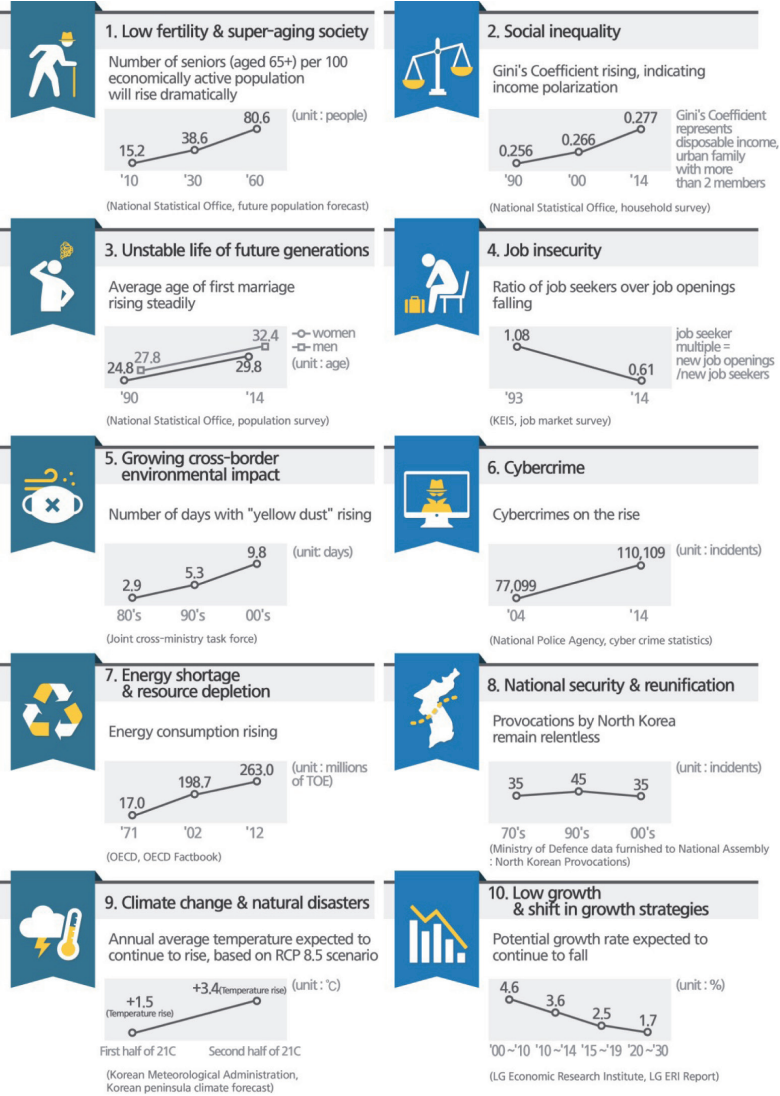 1. Low fertility & super-aging society
Number of seniors (aged 65+) per 100
economically active population
will rise dramatically
(unit : people)
15.2
38.6
80.6
'10
'30
'60
(National Statistical Office, future population forecast)
2. Social inequality
Gini's Coefficient rising, indicating
income polarization
0.256
0.266
0.277
'90
'00
'14
Gini's Coefficient
represents
disposable income,
urban family
with more
than 2 members
(National Statistical Office, household survey)
3. Unstable life of future generations
Average age of first marriage
rising steadily
24.8
27.8
32.4
29.8
women
men
(unit : age)
'90
'14
(National Statistical Office, population survey)
4. Job insecurity
Ratio of job seekers over job openings
falling
1.08
0.61
'93
'14
job seeker
multiple =
new job openings
/new job seekers
(KEIS, job market survey)
5. Growing cross-border
environmental impact
Number of days with "yellow dust" rising
2.9
5.3
9.8
(unit: days)
80's
90's
00's
(Joint cross-ministry task force)
6. Cybercrime
Cybercrimes on the rise
77,099
110,109
(unit : incidents)
'04
'14
(National Police Agency, cyber crime statistics)
7. Energy shortage
& resource depletion
Energy consumption rising
17.0
198.7
263.0
(unit : millions
of TOE)
'71
'02
'12
(OECD, OECD Factbook)
8. National security & reunification
Provocations by North Korea
remain relentless
(unit : incidents)
35
45
35
70's
90's
00's
(Ministry of Defence data furnished to National Assembly
: North Korean Provocations)
9. Climate change & natural disasters
Annual average temperature expected to
continue to rise, based on RCP 8.5 scenario
+1.5
(Temperature rise)
+3.4(Temperature rise)
(unit : ℃)
First half of 21C
Second half of 21C
(Korean Meteorological Administration,
Korean peninsula climate forecast)
10. Low growth
& shift in growth strategies
Potential growth rate expected to
continue to fall
4.6
3.6
2.5
1.7
(unit : %)
'00 ~'10 '10 ~'14 '15 ~'19 '20 ~'30
(LG Economic Research Institute, LG ERI Report)